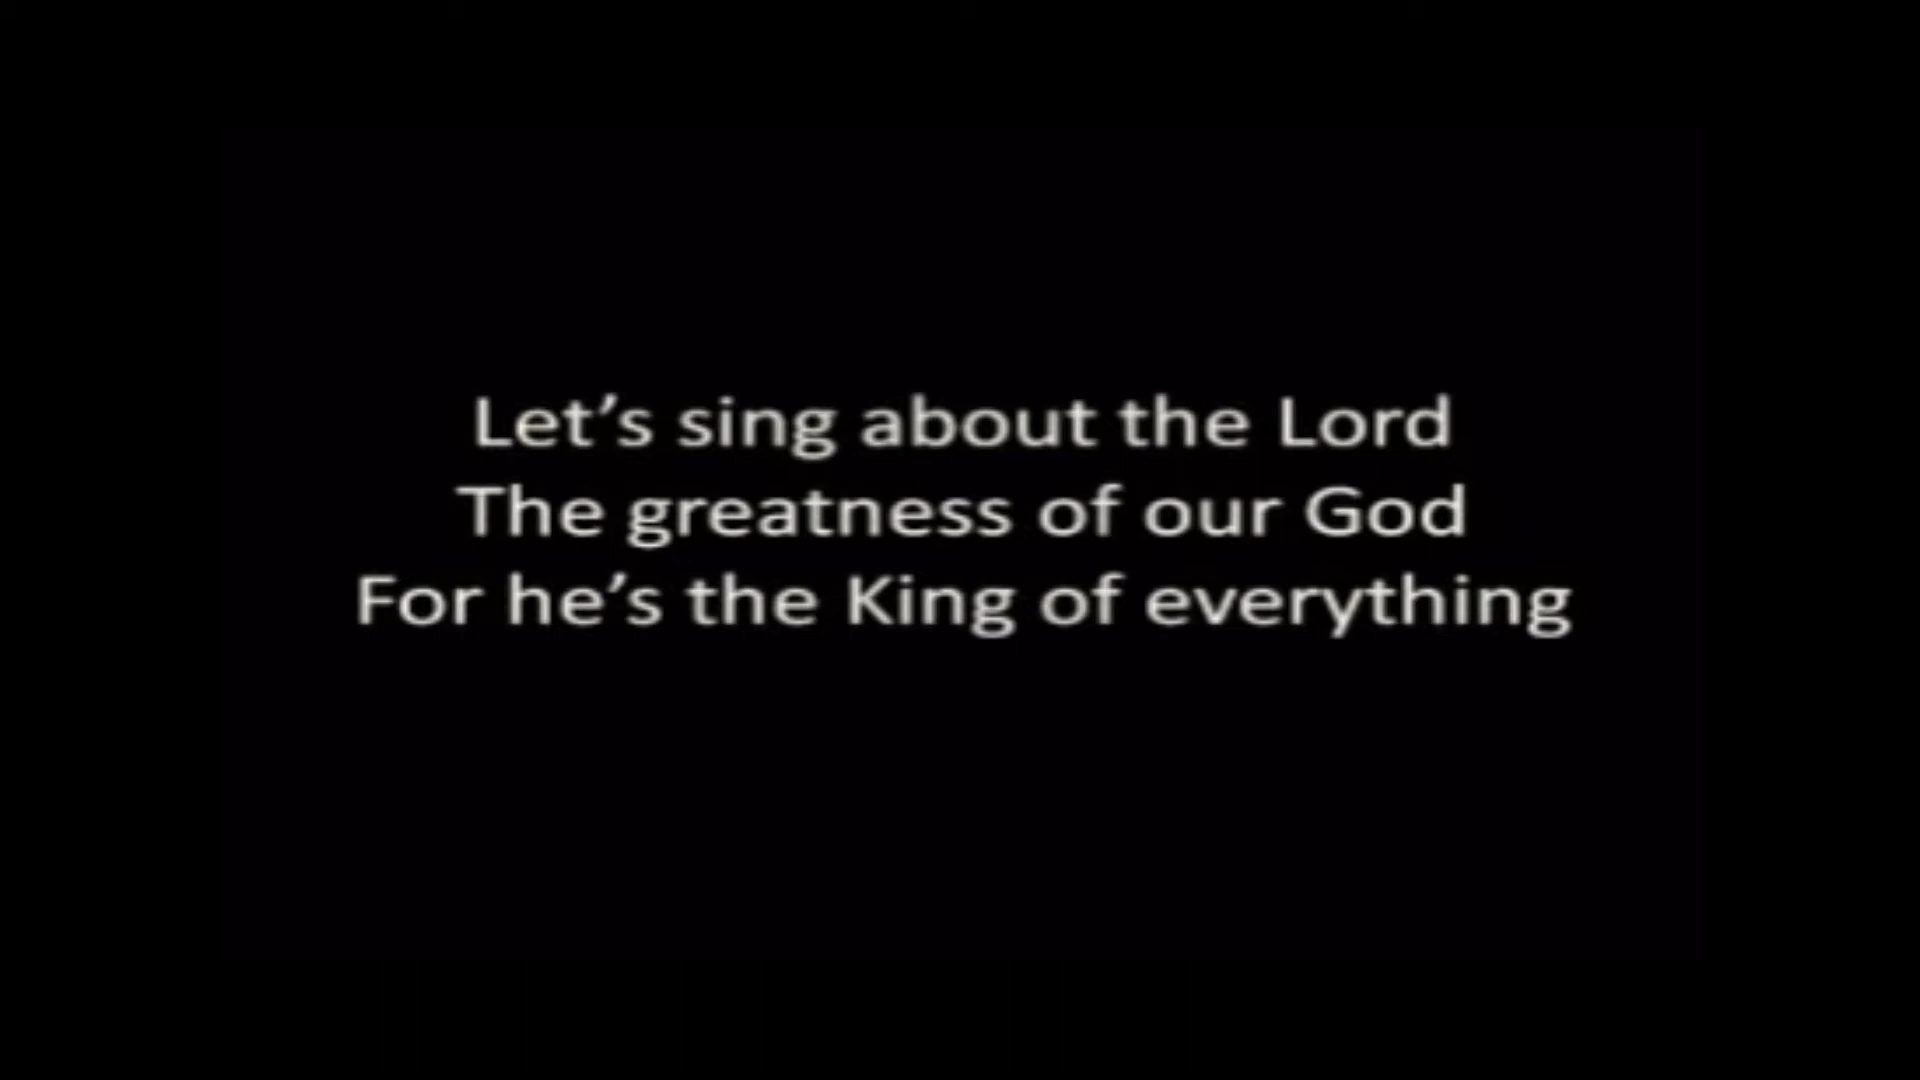 Let’s sing about the Lord
The greatness of our God
For he’s the King of everything